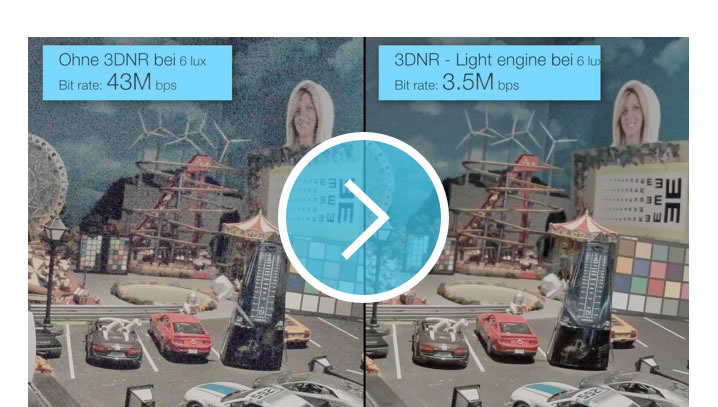 Ohne 3DNR bei 6 lux
Bit rate: 43M bps
3DNR - Light engine bei 6 lux
Bit rate: 3.5M bps